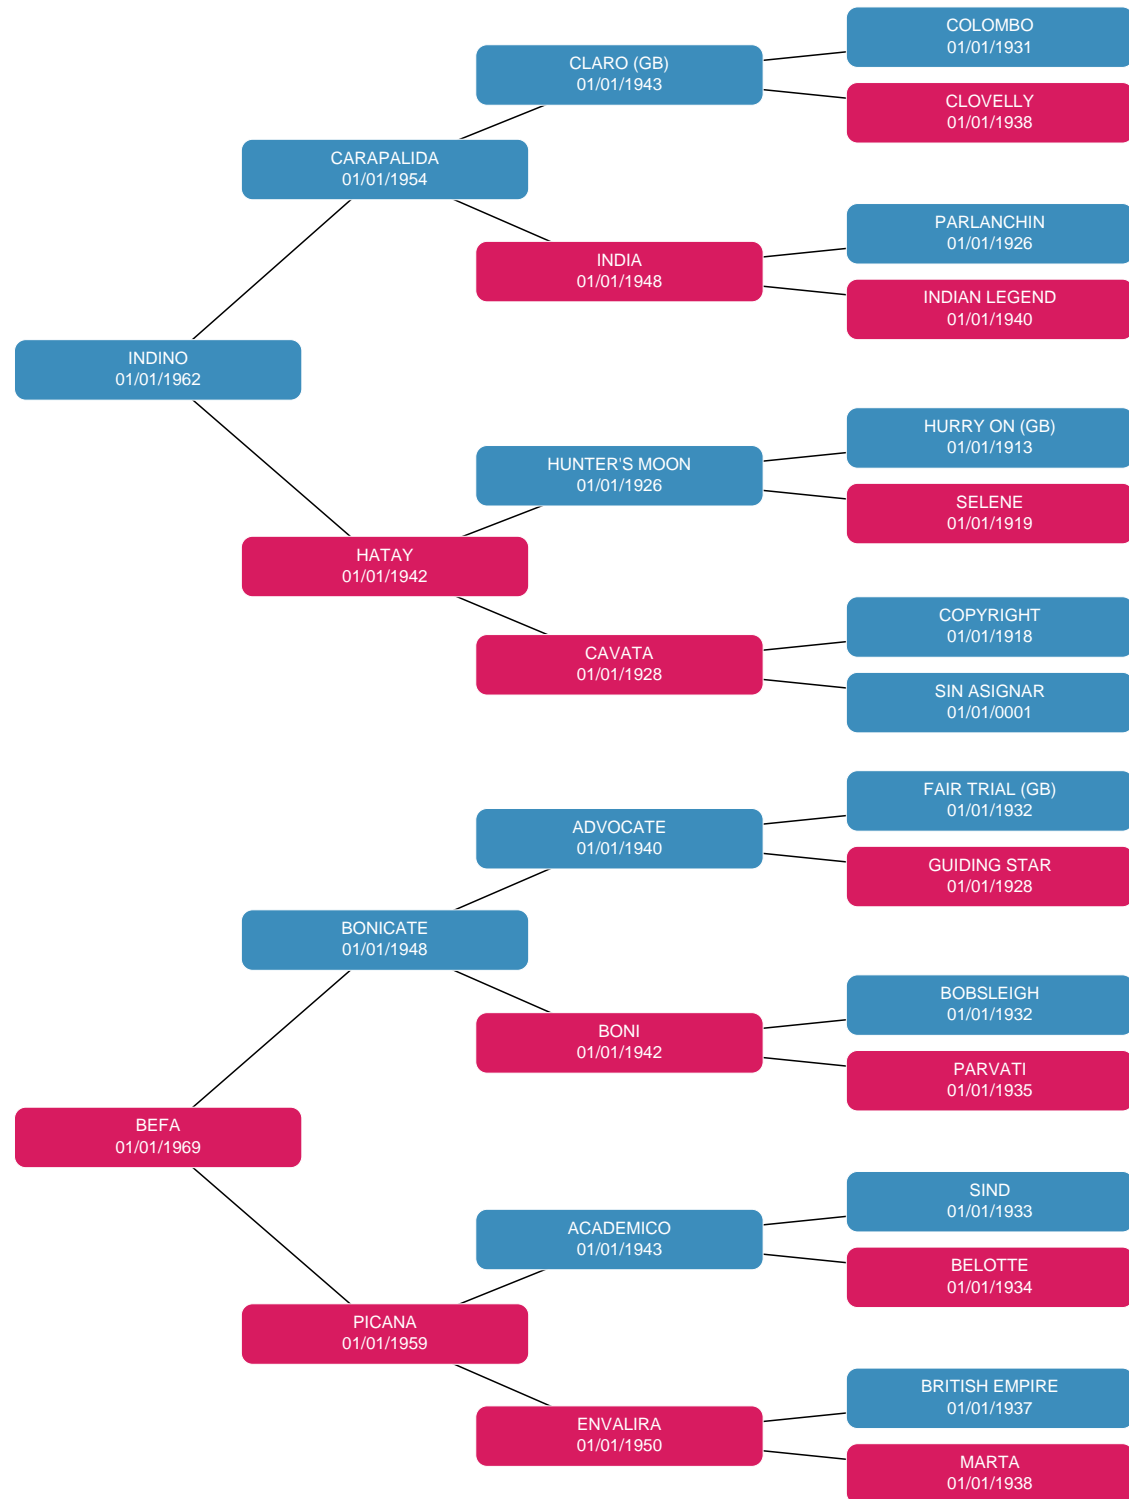 COLOMBO
01/01/1931
CLARO (GB)
01/01/1943
CLOVELLY
01/01/1938
CARAPALIDA
01/01/1954
PARLANCHIN
01/01/1926
INDIA
01/01/1948
INDIAN LEGEND
01/01/1940
INDINO
01/01/1962
HURRY ON (GB)
01/01/1913
HUNTER'S MOON
01/01/1926
SELENE
01/01/1919
HATAY
01/01/1942
COPYRIGHT
01/01/1918
CAVATA
01/01/1928
SIN ASIGNAR
01/01/0001
FAIR TRIAL (GB)
01/01/1932
ADVOCATE
01/01/1940
GUIDING STAR
01/01/1928
BONICATE
01/01/1948
BOBSLEIGH
01/01/1932
BONI
01/01/1942
PARVATI
01/01/1935
BEFA
01/01/1969
SIND
01/01/1933
ACADEMICO
01/01/1943
BELOTTE
01/01/1934
PICANA
01/01/1959
BRITISH EMPIRE
01/01/1937
ENVALIRA
01/01/1950
MARTA
01/01/1938